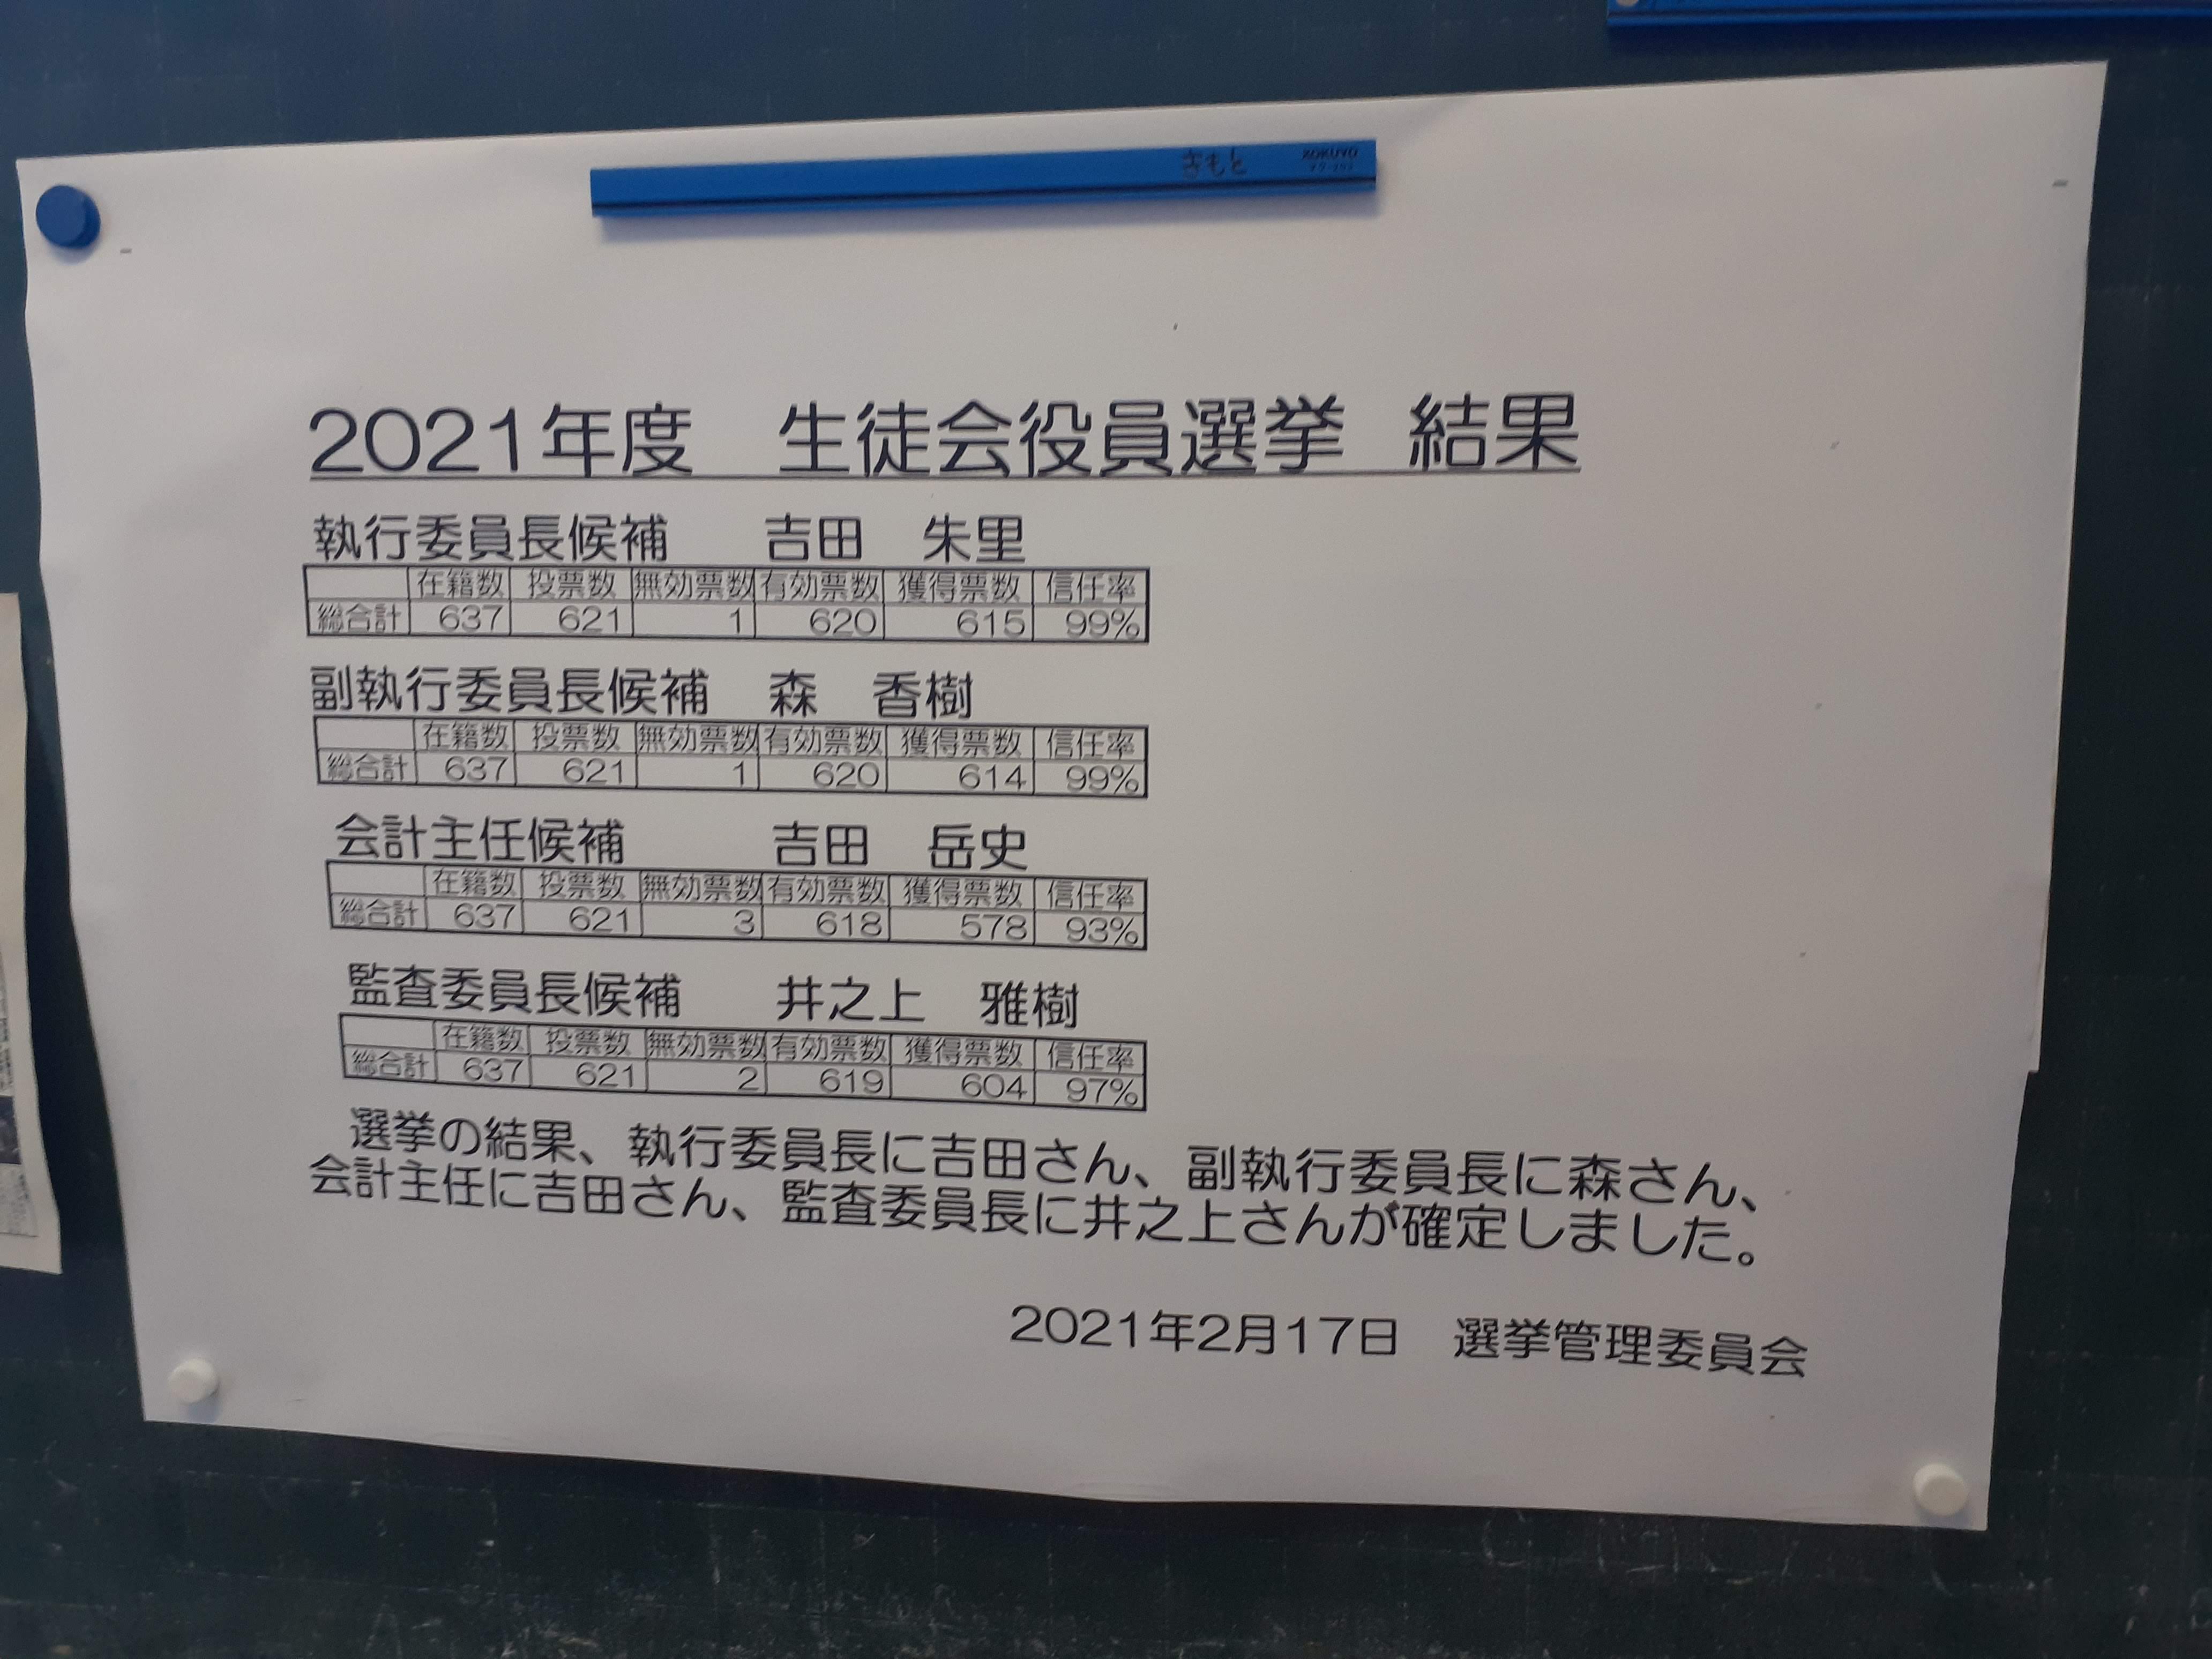 きもと KOKUYO
2021年度 生徒会役員選挙 結果
執行委員長候補 吉田 朱里
在籍数 投票数 無効票数 有効票数 獲得票数 信任率
総合計 637 621 1 620 615 99%
副執行委員長候補 森 香樹
在籍数 投票数 無効票数 有効票数 獲得票数 信任率
総合計 637 621 1 620 614 99%
会計主任候補 吉田 岳史
在籍数 投票数 無効票数 有効票数 獲得票数 信任率
総合計 637 621 3 618 578 93%
監査委員長候補 井之上 雅樹
在籍数 投票数 無効票数 有効票数 獲得票数 信任率
総合計 637 621 2 619 604 97%
選挙の結果、執行委員長に吉田さん、副執行委員長に森さん、
会計主任に吉田さん、監査委員長に井之上さんが確定しました。
2021年2月17日 選挙管理委員会